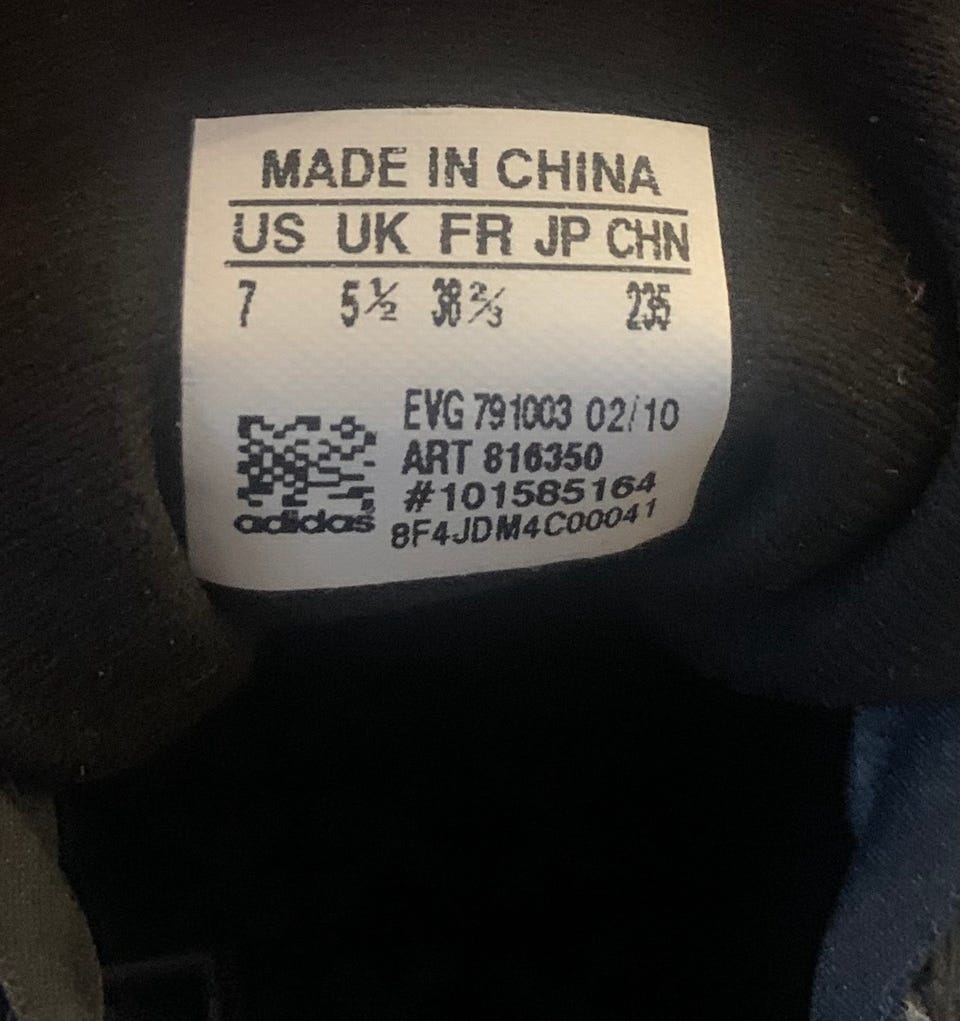 MADE IN CHINA
US UK FR JP CHN
7 5½ 38⅔ 235
EVG 791003 02/10
ART 816350
#101585164
adidas 8F4JDM4C00041